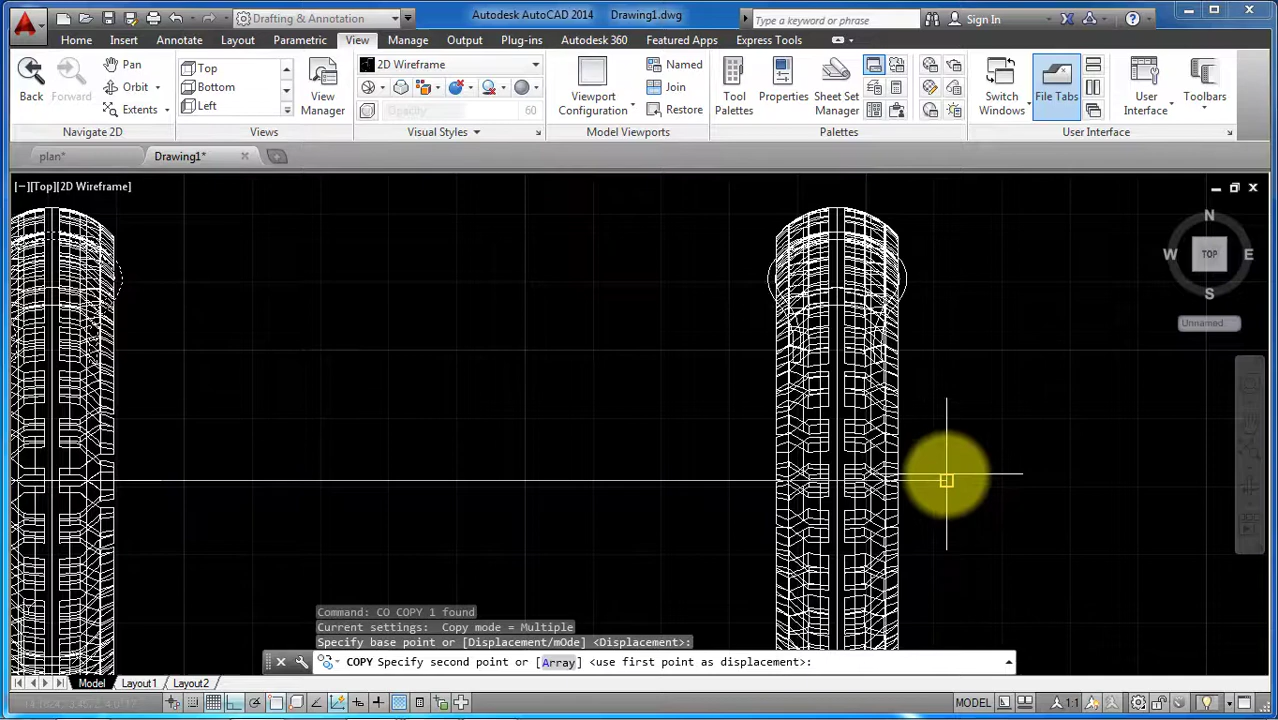 Drafting & Annotation
Autodesk AutoCAD 2014 Drawing1.dwg
Type a keyword or phrase
Sign In
Home Insert Annotate Layout Parametric View Manage Output Plug-ins Autodesk 360 Featured Apps Express Tools
Back
Forward
Pan
Orbit
Extents
Navigate 2D
Top
Bottom
Left
View Manager
Views
2D Wireframe
Opacity 60
Visual Styles
Viewport Configuration
Named
Join
Restore
Model Viewports
Tool Palettes
Properties
Sheet Set Manager
Palettes
Switch Windows
File Tabs
User Interface
Toolbars
User Interface
plan*
Drawing1*
[−][Top][2D Wireframe]
N
W TOP E
S
Unnamed
Command: CO COPY 1 found
Current settings: Copy mode = Multiple
Specify base point or [Displacement/mOde] <Displacement>:
COPY Specify second point or [Array] <use first point as displacement>:
Model Layout1 Layout2
MODEL
1:1